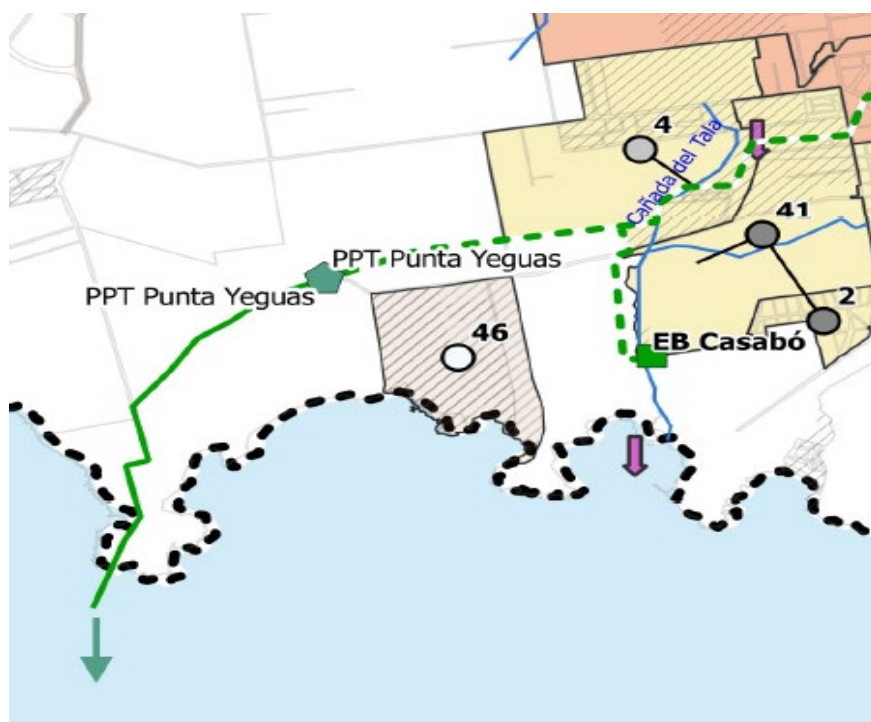 4
Cañada del Tala
41
PPT Punta Yeguas
PPT Punta Yeguas
2
EB Casabó
46